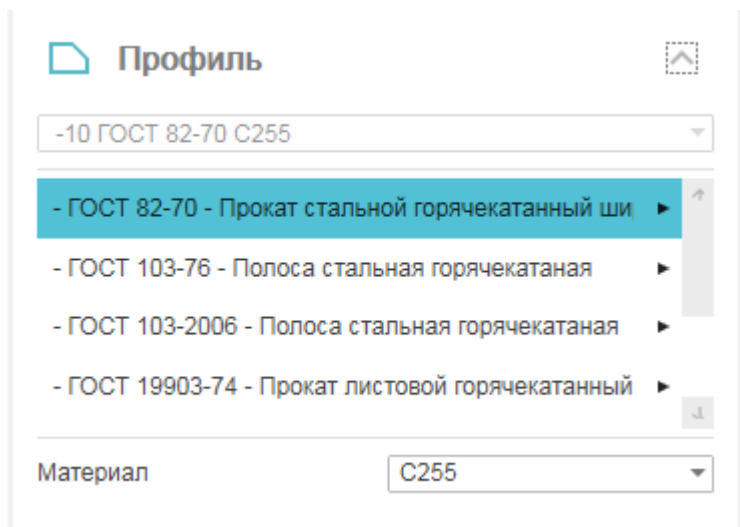 Профиль
-10 ГОСТ 82-70 С255
- ГОСТ 82-70 - Прокат стальной горячекатанный ши
- ГОСТ 103-76 - Полоса стальная горячекатаная
- ГОСТ 103-2006 - Полоса стальная горячекатаная
- ГОСТ 19903-74 - Прокат листовой горячекатанный
Материал С255